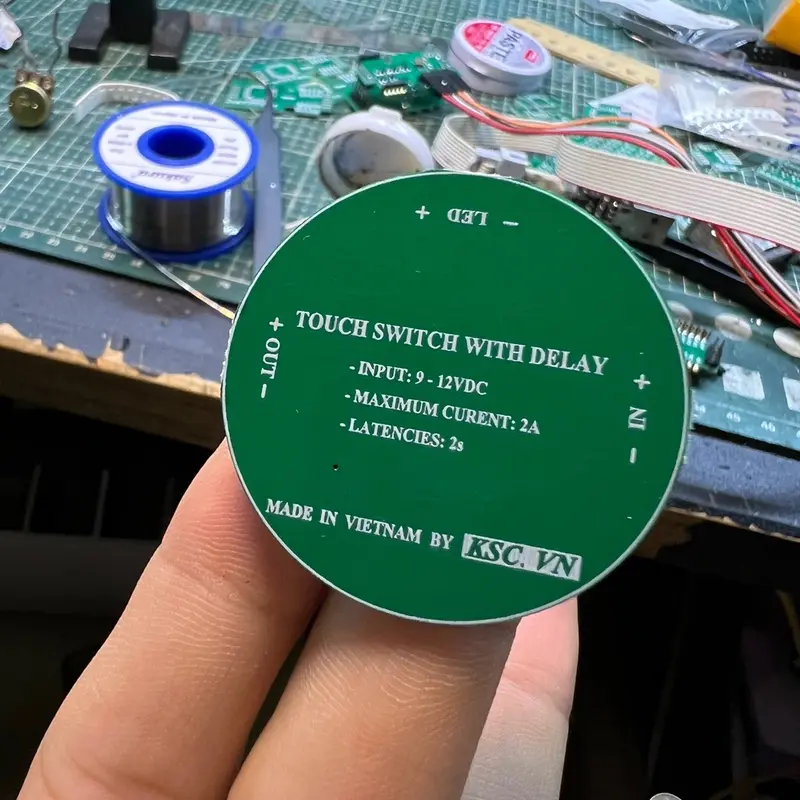 PASTE
Sakura
+ LED -
TOUCH SWITCH WITH DELAY
- INPUT: 9 - 12VDC
- MAXIMUM CURENT: 2A
- LATENCIES: 2s
+ OUT -
+ IN -
MADE IN VIETNAM BY KSC.VN